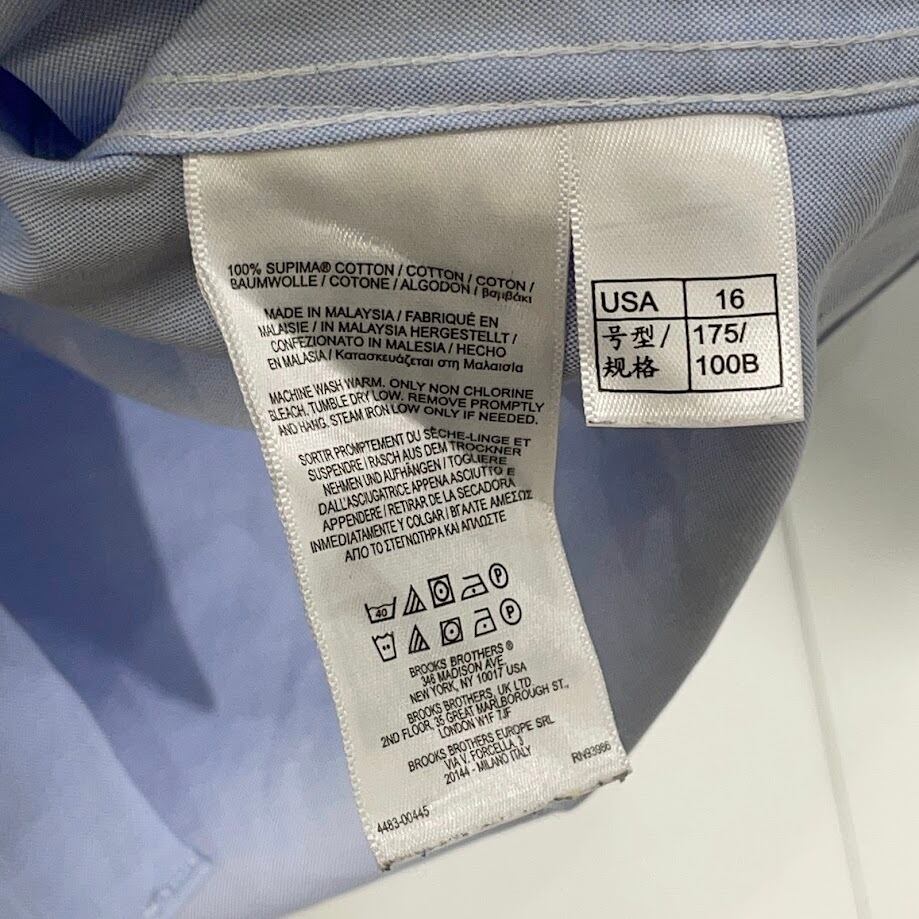 100% SUPIMA® COTTON / COTTON / COTON /
BAUMWOLLE / COTONE / ALGODON / βαμβάκι
MADE IN MALAYSIA / FABRIQUÉ EN
MALAISIE / IN MALAYSIA HERGESTELLT /
CONFEZIONATO IN MALESIA / HECHO
EN MALASIA / Κατασκευάζεται στη Μαλαισία
MACHINE WASH WARM. ONLY NON CHLORINE
BLEACH. TUMBLE DRY LOW. REMOVE PROMPTLY
AND HANG. STEAM IRON LOW ONLY IF NEEDED.
SORTIR PROMPTEMENT DU SÈCHE-LINGE ET
SUSPENDRE / RASCH AUS DEM TROCKNER
NEHMEN UND AUFHÄNGEN / TOGLIERE
DALL'ASCIUGATRICE APPENA ASCIUTTO E
APPENDERE / RETIRAR DE LA SECADORA
INMEDIATAMENTE Y COLGAR / ΒΓΑΛΤΕ ΑΜΕΣΩΣ
ΑΠΟ ΤΟ ΣΤΕΓΝΩΤΗΡΑ ΚΑΙ ΑΠΛΩΣΤΕ
40 P
P
BROOKS BROTHERS ®
346 MADISON AVE.
NEW YORK, NY 10017 USA
BROOKS BROTHERS, UK LTD.
2ND FLOOR, 35 GREAT MARLBOROUGH ST.,
LONDON W1F 7JF
BROOKS BROTHERS EUROPE SRL
VIA V. FORCELLA, 3
20144 - MILANO ITALY
RN93966
4483-00445
USA 16
号型/ 175/
规格 100B